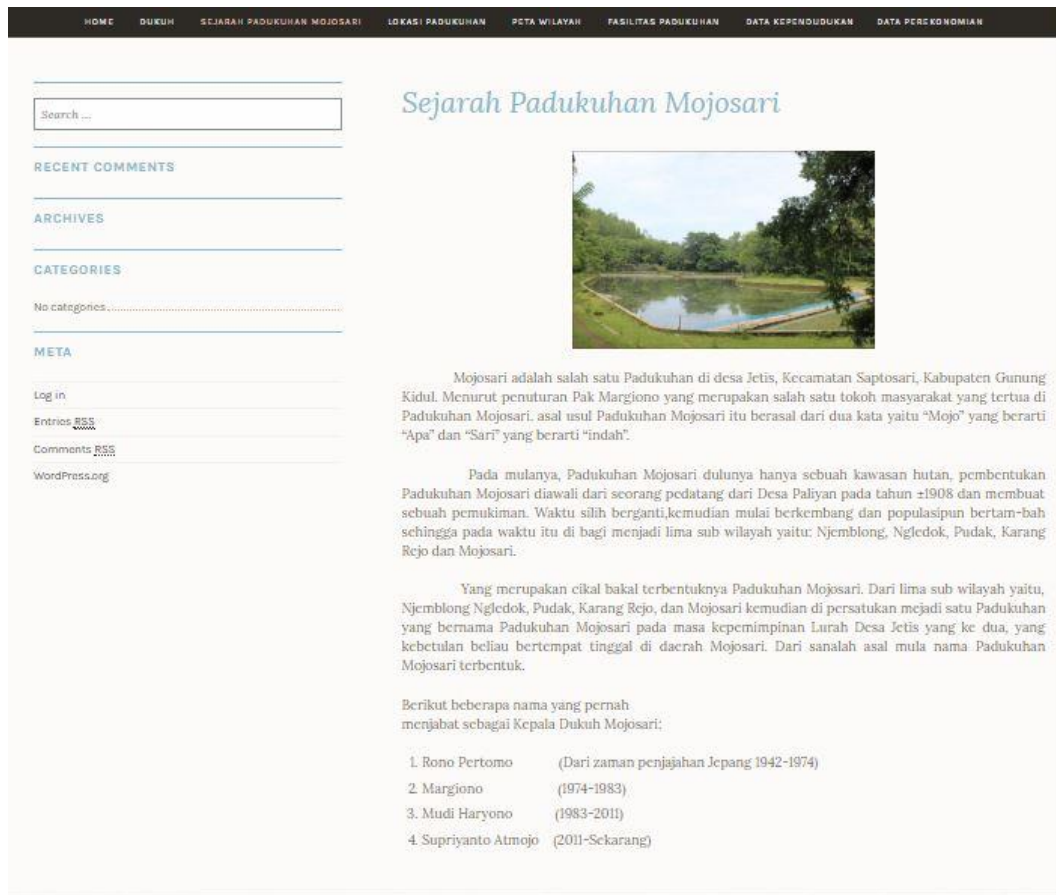 HOME DUKUH SEJARAH PADUKUHAN MOJOSARI LOKASI PADUKUHAN PETA WILAYAH FASILITAS PADUKUHAN DATA KEPENDUDUKAN DATA PEREKONOMIAN
Search ...
RECENT COMMENTS
ARCHIVES
CATEGORIES
No categories
META
Log in
Entries RSS
Comments RSS
WordPress.org
Sejarah Padukuhan Mojosari
Mojosari adalah salah satu Padukuhan di desa Jetis, Kecamatan Saptosari, Kabupaten Gunung
Kidul. Menurut penuturan Pak Margiono yang merupakan salah satu tokoh masyarakat yang tertua di
Padukuhan Mojosari. asal usul Padukuhan Mojosari itu berasal dari dua kata yaitu “Mojo” yang berarti
“Apa” dan “Sari” yang berarti “indah”.
Pada mulanya, Padukuhan Mojosari dulunya hanya sebuah kawasan hutan, pembentukan
Padukuhan Mojosari diawali dari seorang pedatang dari Desa Paliyan pada tahun ±1908 dan membuat
sebuah pemukiman. Waktu silih berganti,kemudian mulai berkembang dan populasipun bertam-bah
sehingga pada waktu itu di bagi menjadi lima sub wilayah yaitu: Njemblong, Ngledok, Pudak, Karang
Rejo dan Mojosari.
Yang merupakan cikal bakal terbentuknya Padukuhan Mojosari. Dari lima sub wilayah yaitu,
Njemblong Ngledok, Pudak, Karang Rejo, dan Mojosari kemudian di persatukan mejadi satu Padukuhan
yang bernama Padukuhan Mojosari pada masa kepemimpinan Lurah Desa Jetis yang ke dua, yang
kebetulan beliau bertempat tinggal di daerah Mojosari. Dari sanalah asal mula nama Padukuhan
Mojosari terbentuk.
Berikut beberapa nama yang pernah
menjabat sebagai Kepala Dukuh Mojosari:
1. Rono Pertomo (Dari zaman penjajahan Jepang 1942-1974)
2. Margiono (1974-1983)
3. Mudi Haryono (1983-2011)
4. Supriyanto Atmojo (2011-Sekarang)